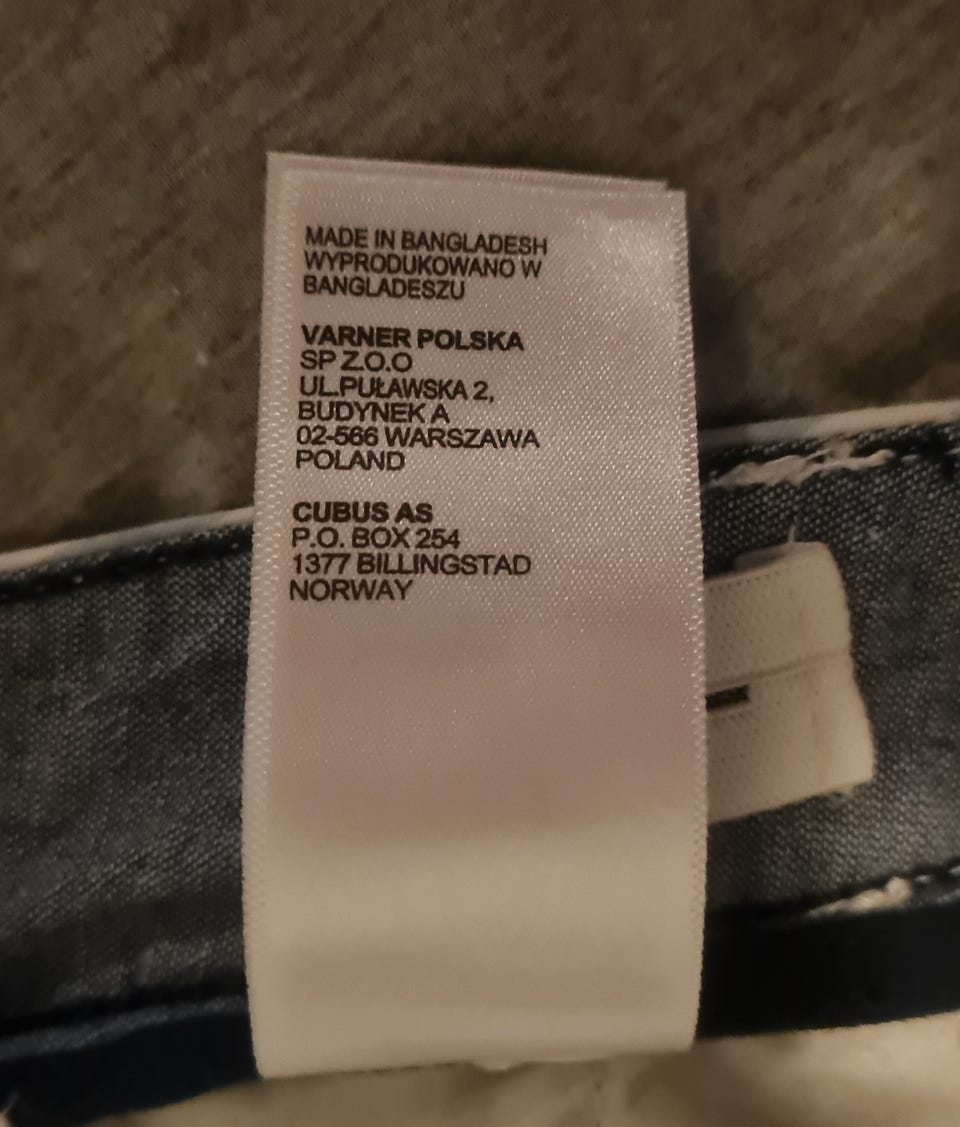 MADE IN BANGLADESH
WYPRODUKOWANO W
BANGLADESZU
VARNER POLSKA
SP Z.O.O
UL.PUŁAWSKA 2,
BUDYNEK A
02-566 WARSZAWA
POLAND
CUBUS AS
P.O. BOX 254
1377 BILLINGSTAD
NORWAY